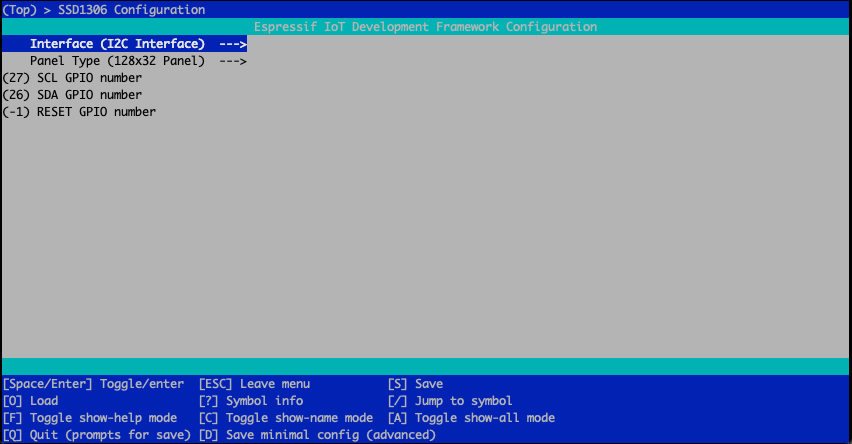 (Top) > SSD1306 Configuration
Espressif IoT Development Framework Configuration
Interface (I2C Interface)  --->
Panel Type (128x32 Panel)  --->
(27) SCL GPIO number
(26) SDA GPIO number
(-1) RESET GPIO number
[Space/Enter] Toggle/enter  [ESC] Leave menu  [S] Save
[O] Load  [?] Symbol info  [/] Jump to symbol
[F] Toggle show-help mode  [C] Toggle show-name mode  [A] Toggle show-all mode
[Q] Quit (prompts for save)  [D] Save minimal config (advanced)